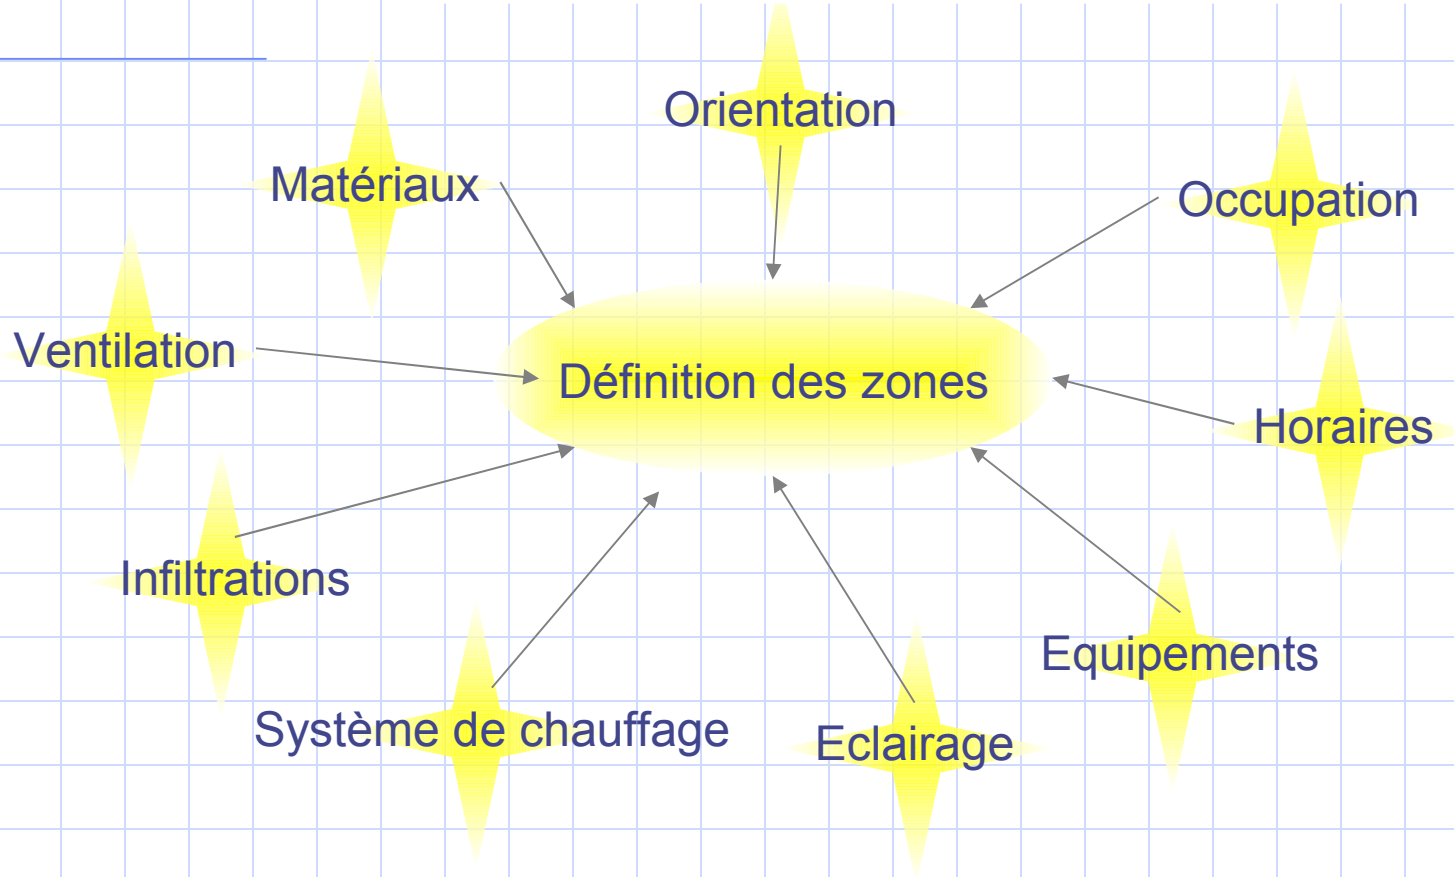 Orientation
Matériaux
Occupation
Ventilation
Définition des zones
Horaires
Infiltrations
Equipements
Système de chauffage
Eclairage